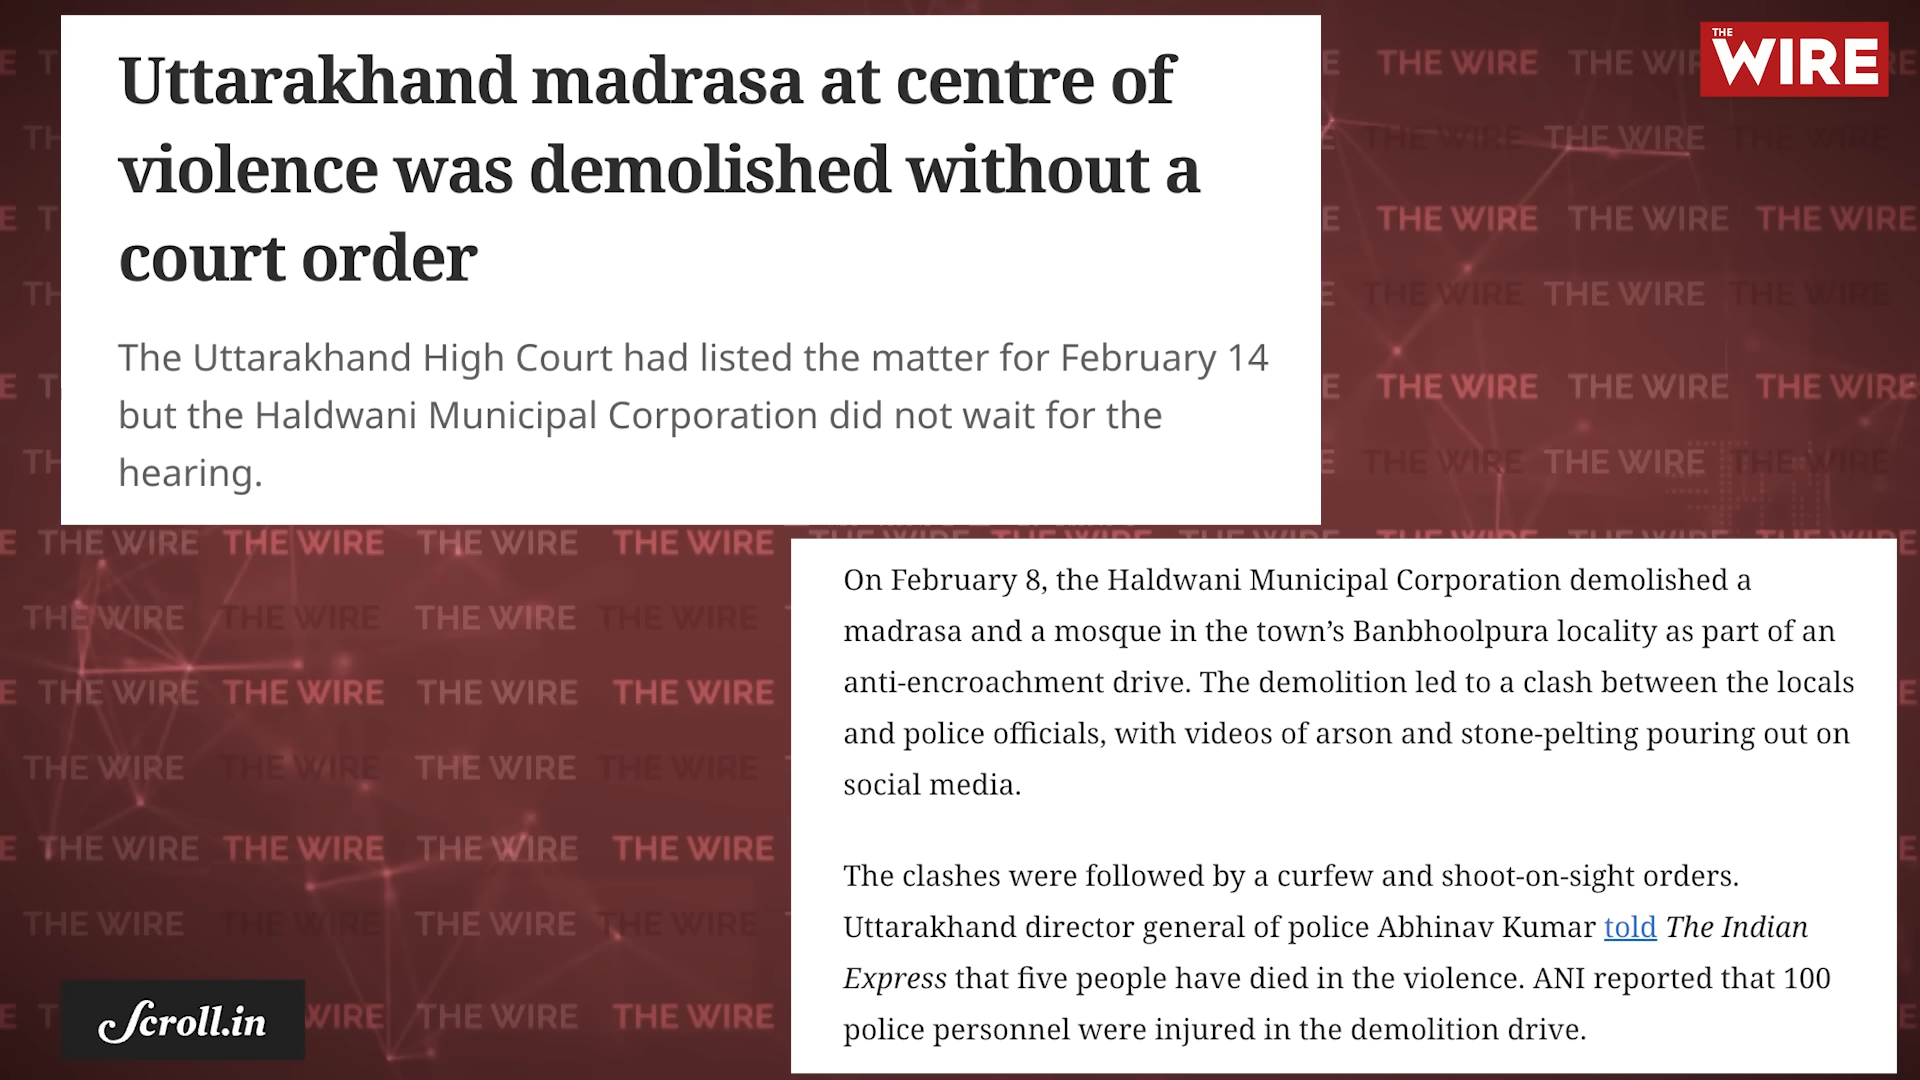 Uttarakhand madrasa at centre of
violence was demolished without a
court order
The Uttarakhand High Court had listed the matter for February 14
but the Haldwani Municipal Corporation did not wait for the
hearing.
THE WIRE
On February 8, the Haldwani Municipal Corporation demolished a
madrasa and a mosque in the town’s Banbhoolpura locality as part of an
anti-encroachment drive. The demolition led to a clash between the locals
and police officials, with videos of arson and stone-pelting pouring out on
social media.
The clashes were followed by a curfew and shoot-on-sight orders.
Uttarakhand director general of police Abhinav Kumar told The Indian
Express that five people have died in the violence. ANI reported that 100
police personnel were injured in the demolition drive.
Scroll.in